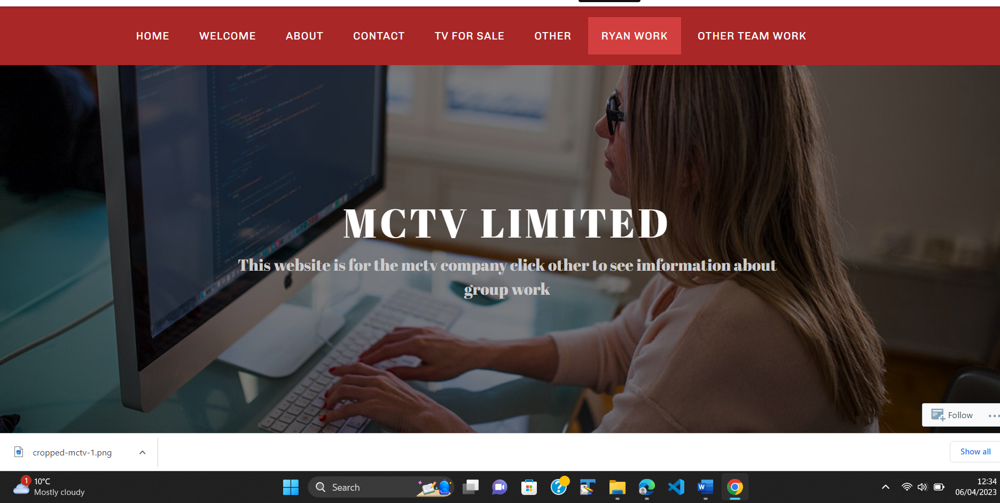 HOME WELCOME ABOUT CONTACT TV FOR SALE OTHER RYAN WORK OTHER TEAM WORK
MCTV LIMITED
This website is for the mctv company click other to see imformation about
group work
Follow
cropped-mctv-1.png
Show all
1
10°C
Mostly cloudy
Search
12:34
06/04/2023